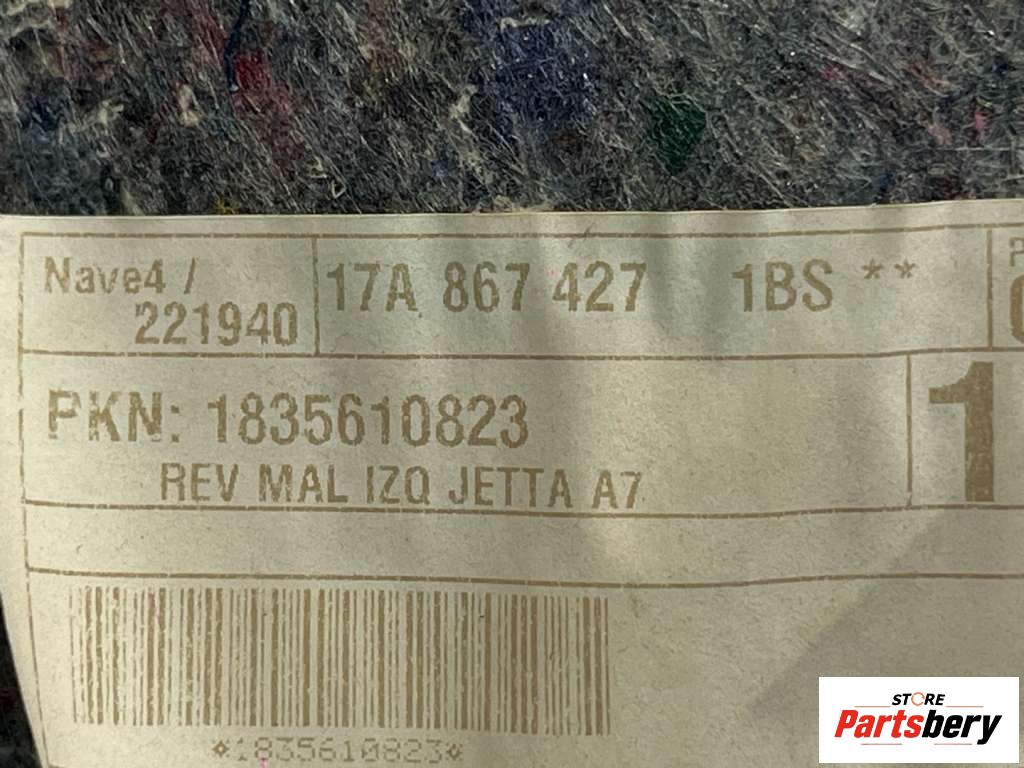 Nave4 /
221940
17A 867 427 1BS **
P
PKN: 1835610823
1
REV MAL IZQ JETTA A7
*1835610823*
STORE
Partsbery